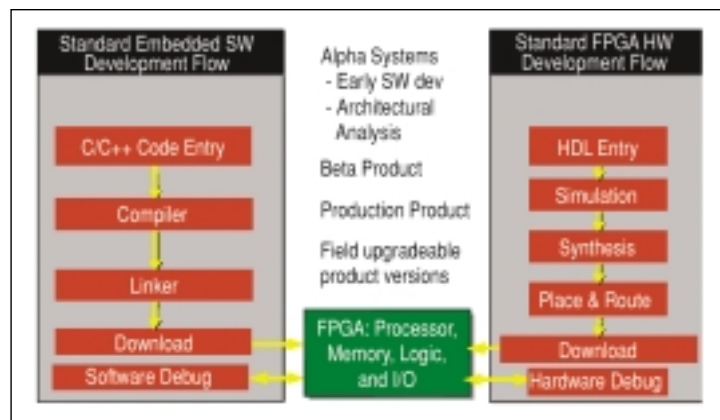 Standard Embedded SW
Development Flow
C/C++ Code Entry
Compiler
Linker
Download
Software Debug
Alpha Systems
- Early SW dev
- Architectural
Analysis
Beta Product
Production Product
Field upgradeable
product versions
FPGA: Processor,
Memory, Logic,
and I/O
Standard FPGA HW
Development Flow
HDL Entry
Simulation
Synthesis
Place & Route
Download
Hardware Debug